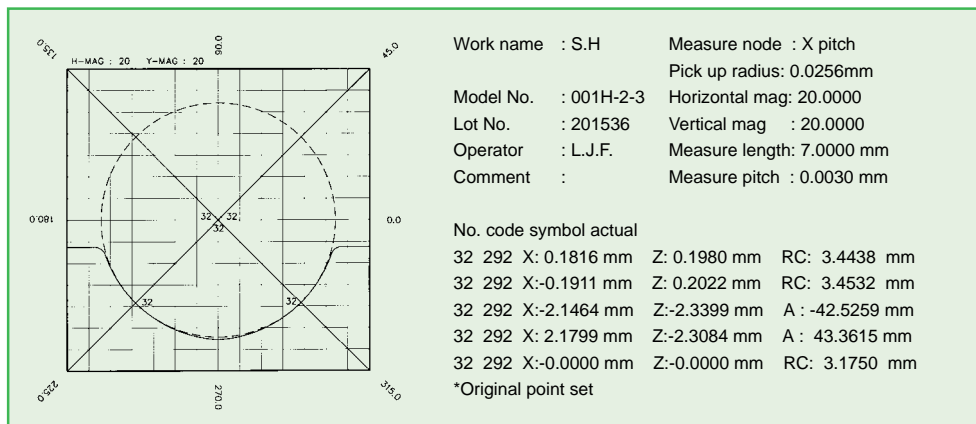 135.0
90.0
45.0
H-MAG : 20 Y-MAG : 20
180.0
32 32
32
0.0
32
32
225.0
270.0
315.0
Work name : S.H Measure node : X pitch
Pick up radius: 0.0256mm
Model No. : 001H-2-3 Horizontal mag: 20.0000
Lot No. : 201536 Vertical mag : 20.0000
Operator : L.J.F. Measure length: 7.0000 mm
Comment : Measure pitch : 0.0030 mm
No. code symbol actual
32 292 X: 0.1816 mm Z: 0.1980 mm RC: 3.4438 mm
32 292 X:-0.1911 mm Z: 0.2022 mm RC: 3.4532 mm
32 292 X:-2.1464 mm Z:-2.3399 mm A : -42.5259 mm
32 292 X: 2.1799 mm Z:-2.3084 mm A : 43.3615 mm
32 292 X:-0.0000 mm Z:-0.0000 mm RC: 3.1750 mm
*Original point set